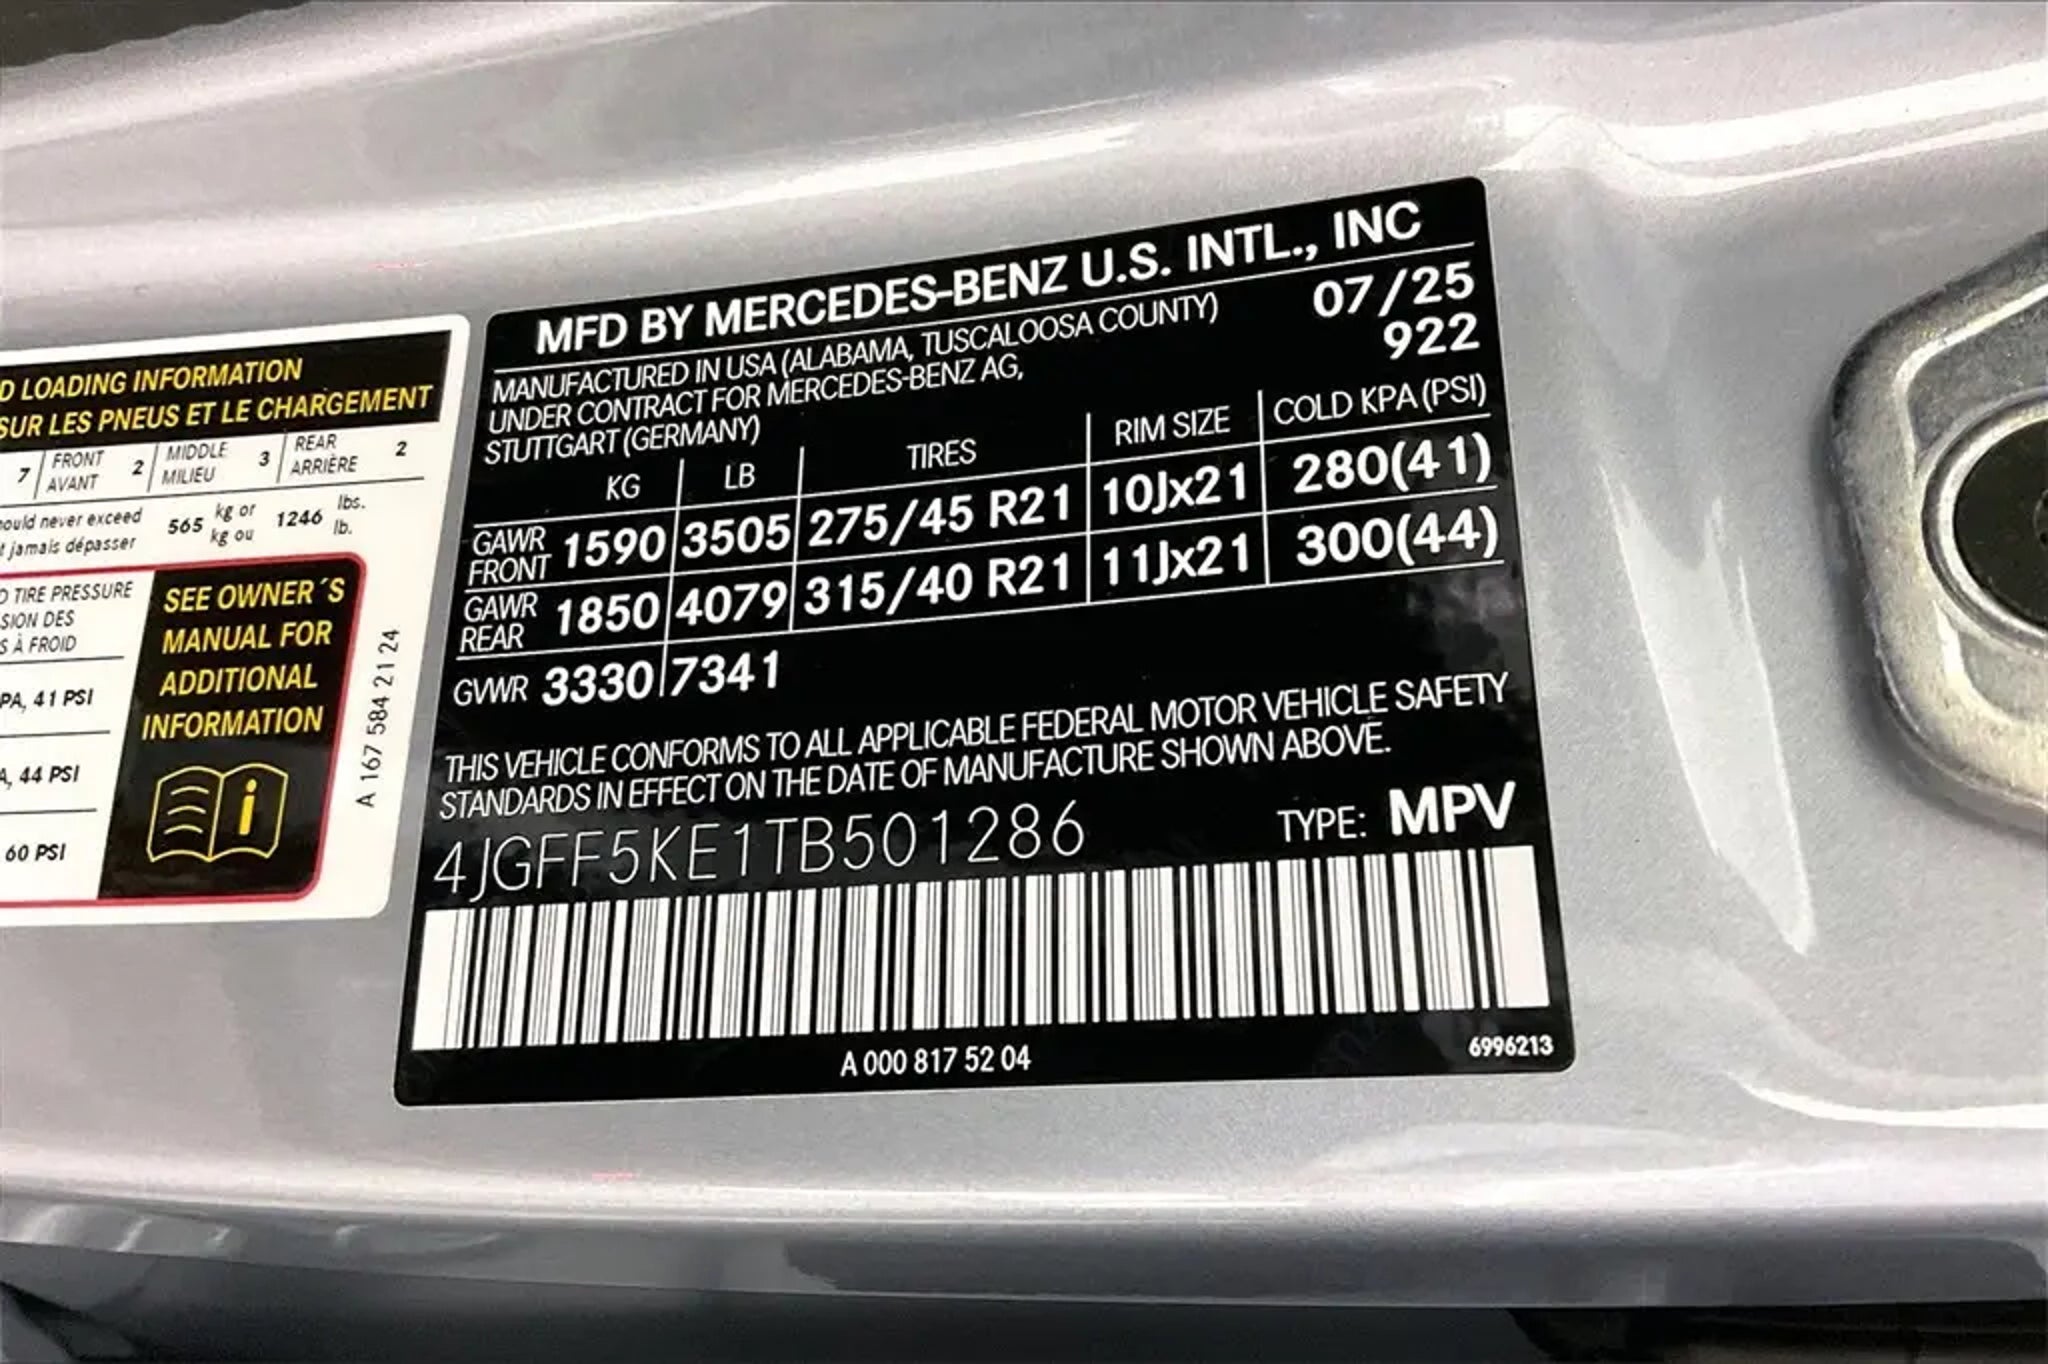 D LOADING INFORMATION
SUR LES PNEUS ET LE CHARGEMENT
7 FRONT AVANT 2 MIDDLE MILIEU 3 REAR ARRIÈRE 2
ould never exceed
t jamais dépasser
565 kg or kg ou 1246 lbs. lb.
D TIRE PRESSURE
SION DES
S À FROID
PA, 41 PSI
A, 44 PSI
60 PSI
SEE OWNER´S
MANUAL FOR
ADDITIONAL
INFORMATION
i
A 167 584 21 24
MFD BY MERCEDES-BENZ U.S. INTL., INC
MANUFACTURED IN USA (ALABAMA, TUSCALOOSA COUNTY)
UNDER CONTRACT FOR MERCEDES-BENZ AG,
STUTTGART (GERMANY)
07/25
922
KG LB TIRES RIM SIZE COLD KPA (PSI)
GAWR FRONT 1590 3505 275/45 R21 10Jx21 280(41)
GAWR REAR 1850 4079 315/40 R21 11Jx21 300(44)
GVWR 3330 7341
THIS VEHICLE CONFORMS TO ALL APPLICABLE FEDERAL MOTOR VEHICLE SAFETY
STANDARDS IN EFFECT ON THE DATE OF MANUFACTURE SHOWN ABOVE.
4JGFF5KE1TB501286 TYPE: MPV
A 000 817 52 04
6996213